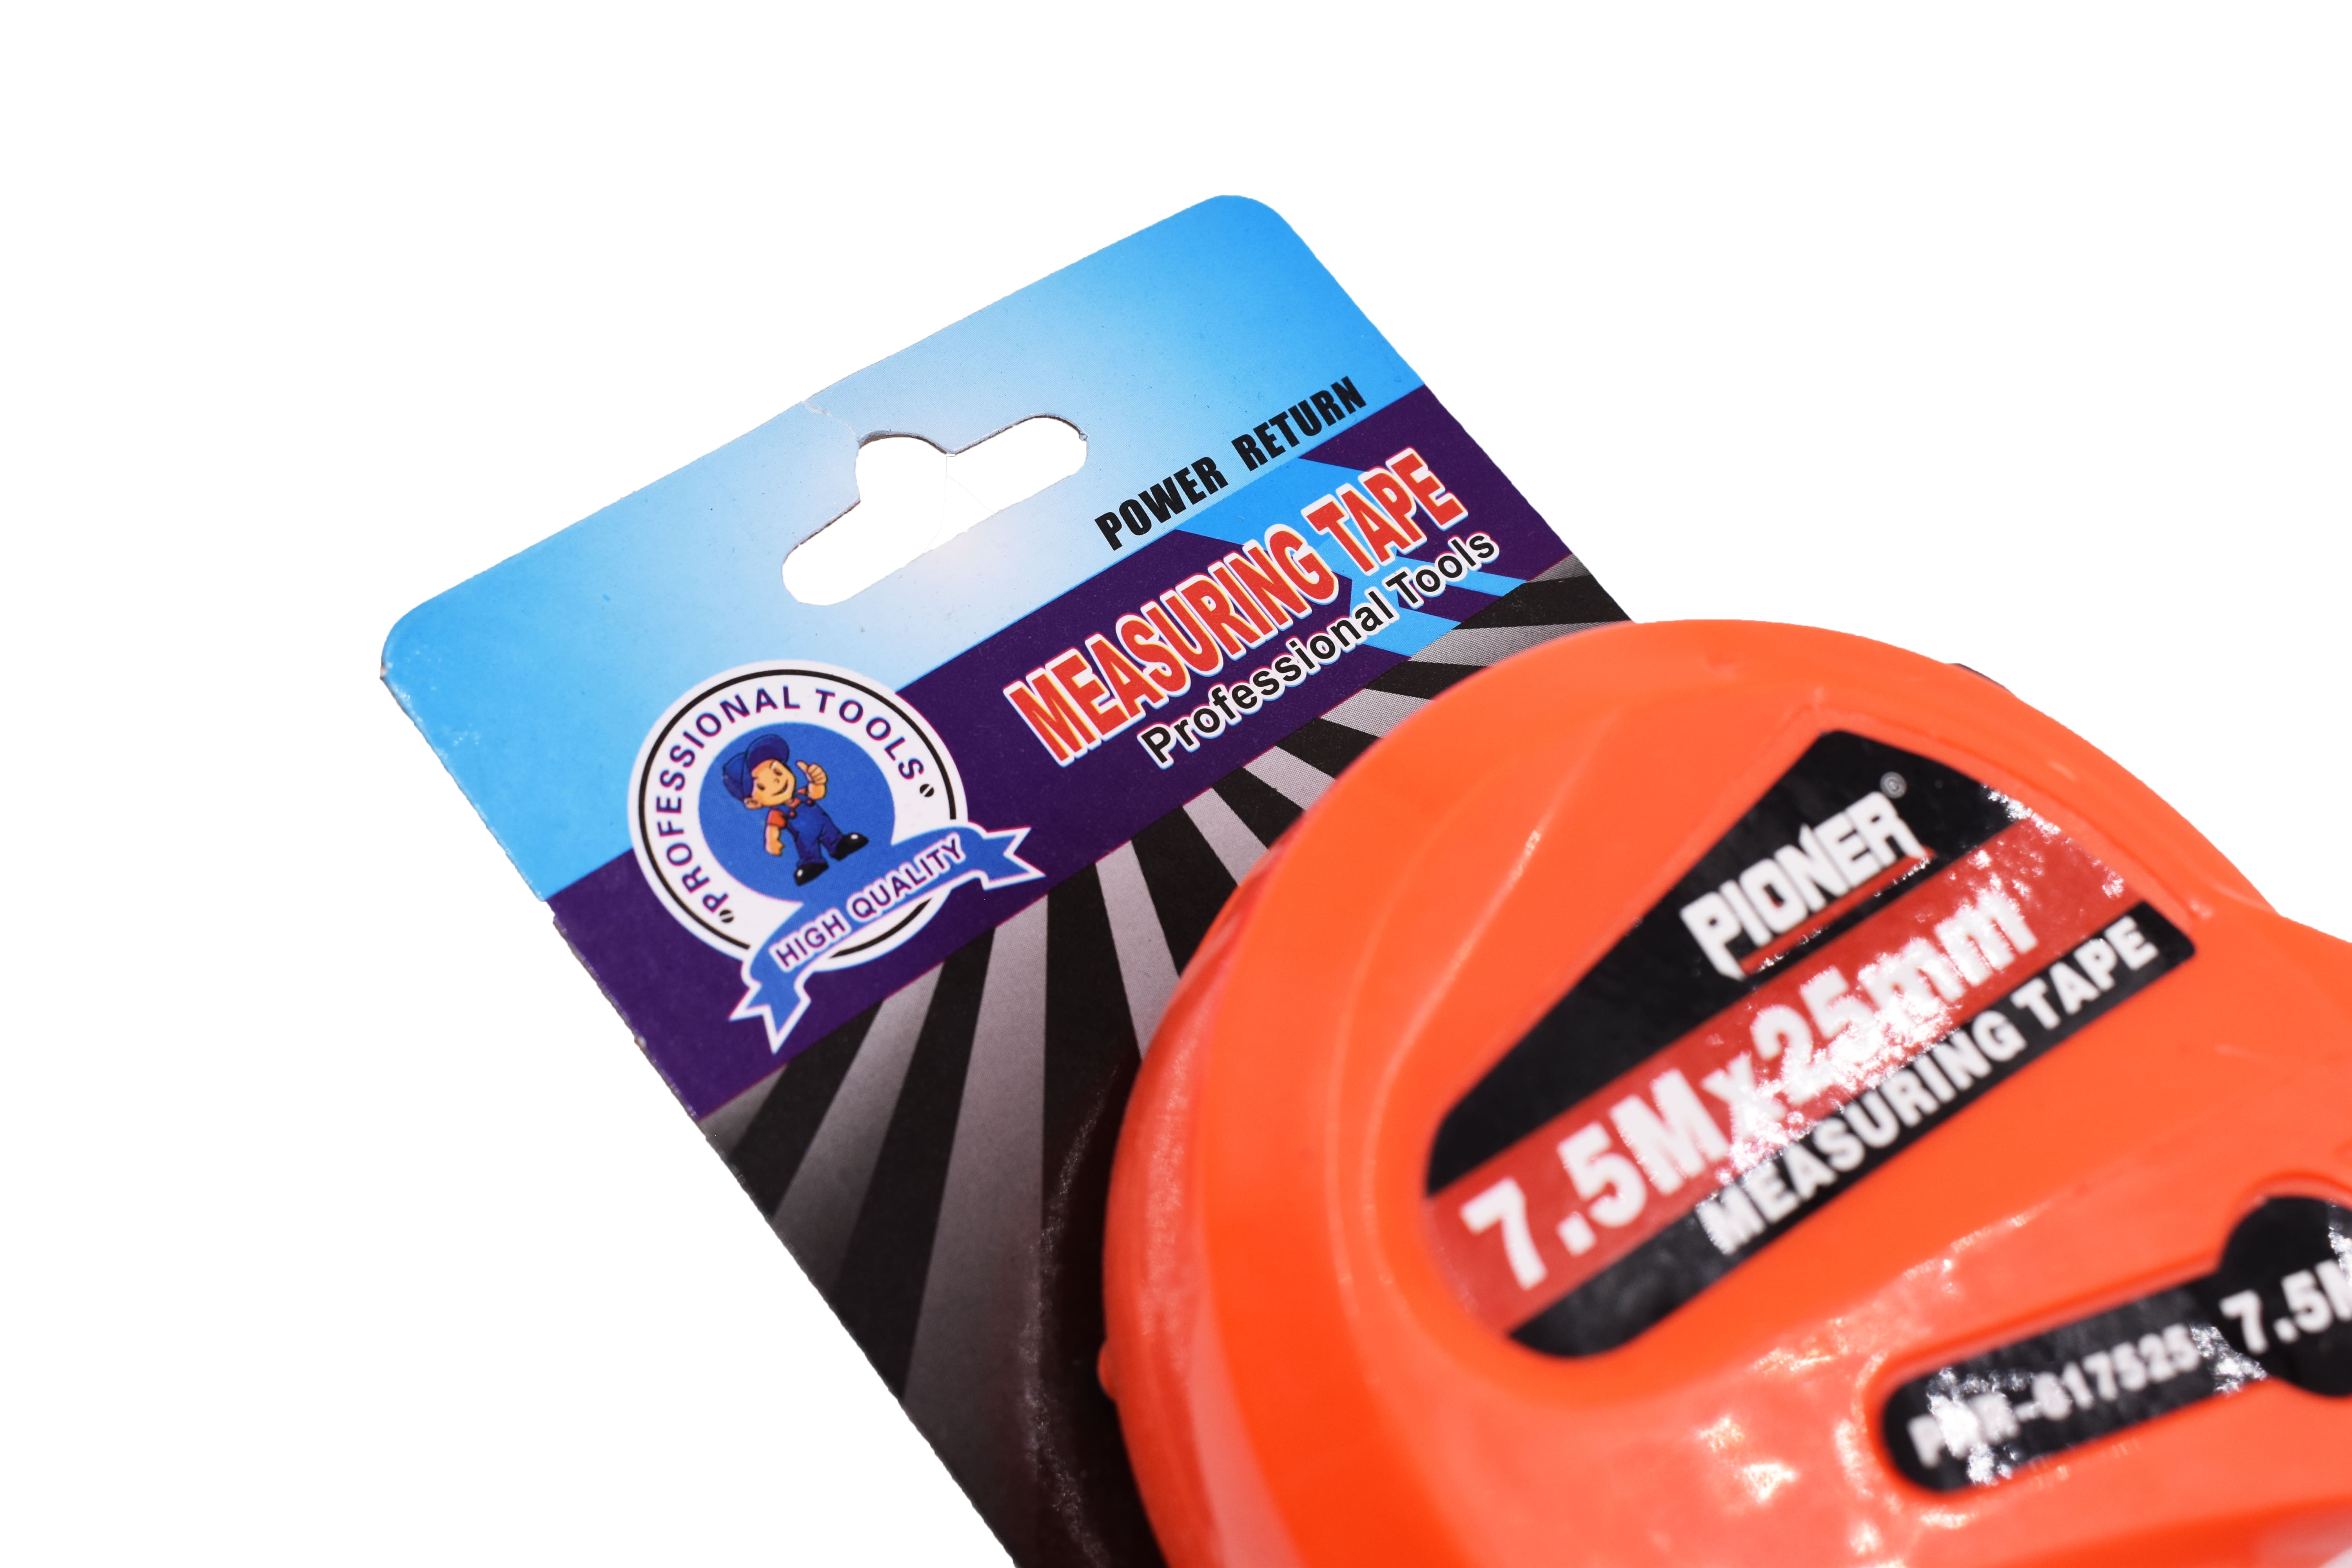 POWER RETURN
MEASURING TAPE
Professional Tools
PROFESSIONAL TOOLS
HIGH QUALITY
PIONER®
7.5Mx25mm
MEASURING TAPE